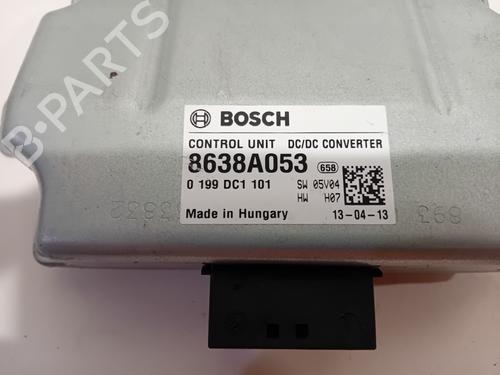 BOSCH
CONTROL UNIT DC/DC CONVERTER
8638A053 658
0 199 DC1 101 SW 05V04
HW H07
Made in Hungary 13-04-13
B-Parts